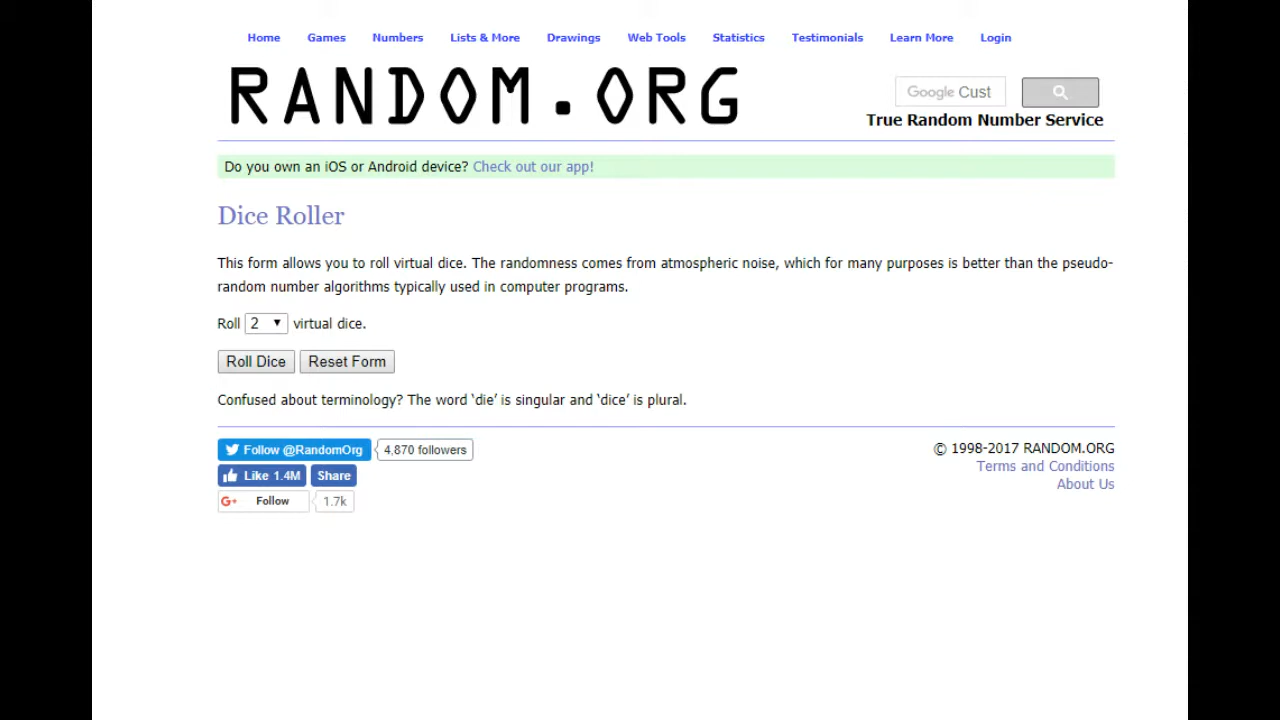 Home Games Numbers Lists & More Drawings Web Tools Statistics Testimonials Learn More Login
RANDOM.ORG
Google Cust
True Random Number Service
Do you own an iOS or Android device? Check out our app!
Dice Roller
This form allows you to roll virtual dice. The randomness comes from atmospheric noise, which for many purposes is better than the pseudo-
random number algorithms typically used in computer programs.
Roll 2 virtual dice.
Roll Dice Reset Form
Confused about terminology? The word ‘die’ is singular and ‘dice’ is plural.
Follow @RandomOrg 4,870 followers
Like 1.4M Share
G+ Follow 1.7k
© 1998-2017 RANDOM.ORG
Terms and Conditions
About Us